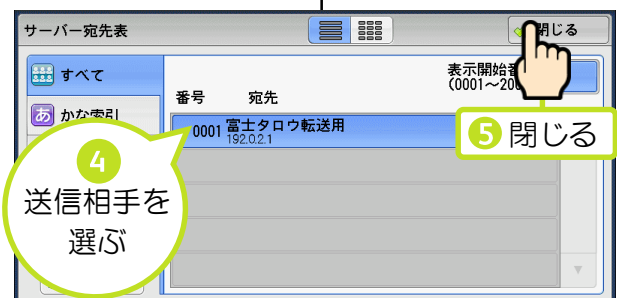 サーバー宛先表
閉じる
すべて
あ かな索引
表示開始
(0001～20
番号 宛先
0001 富士タロウ転送用
192.0.2.1
5 閉じる
4
送信相手を
選ぶ